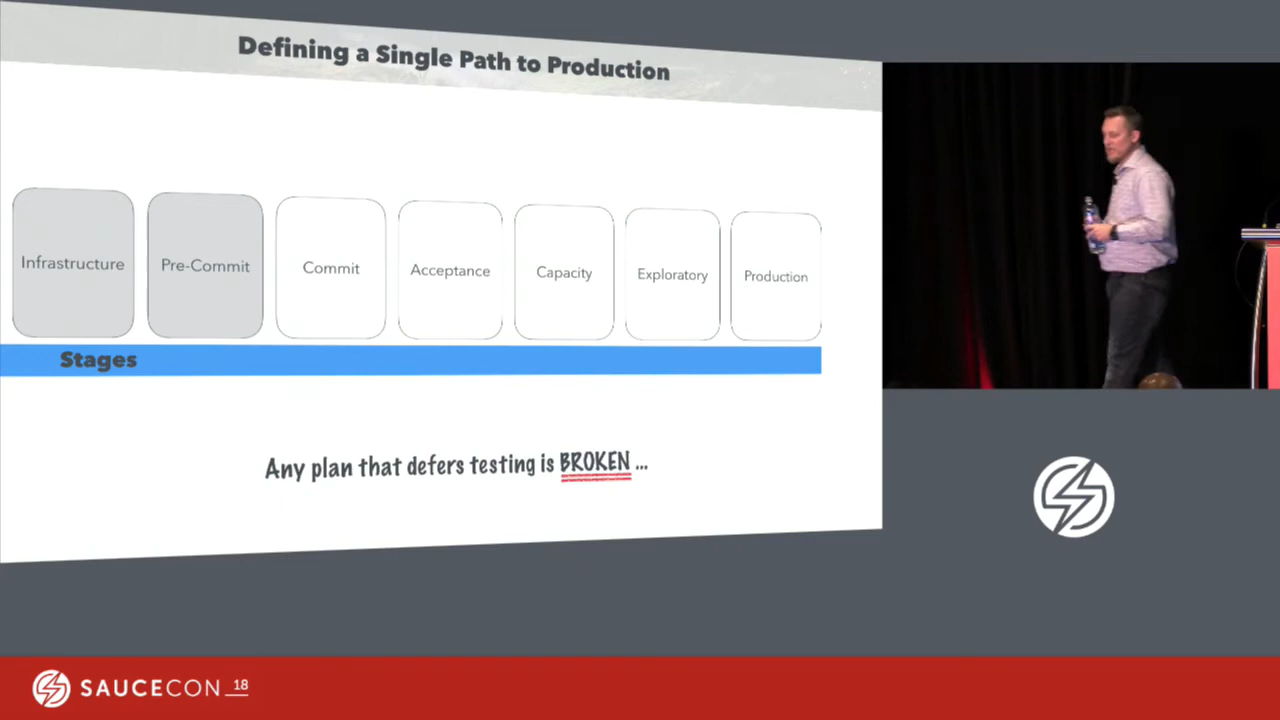 Defining a Single Path to Production
Infrastructure
Pre-Commit
Commit
Acceptance
Capacity
Exploratory
Production
Stages
Any plan that defers testing is BROKEN ...
SAUCECON 18